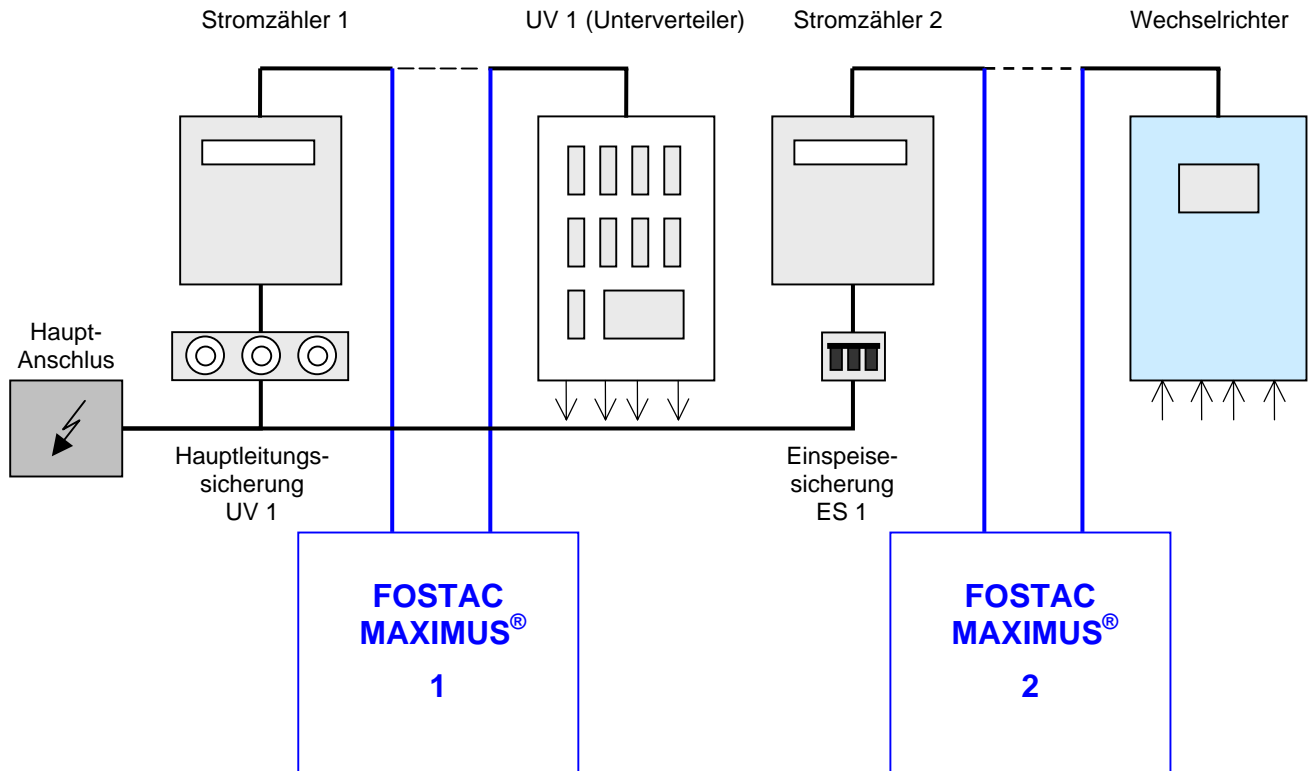 Stromzähler 1
UV 1 (Unterverteiler)
Stromzähler 2
Wechselrichter
Haupt-
Anschlus
Hauptleitungs-
sicherung
UV 1
Einspeise-
sicherung
ES 1
FOSTAC
MAXIMUS®
1
FOSTAC
MAXIMUS®
2